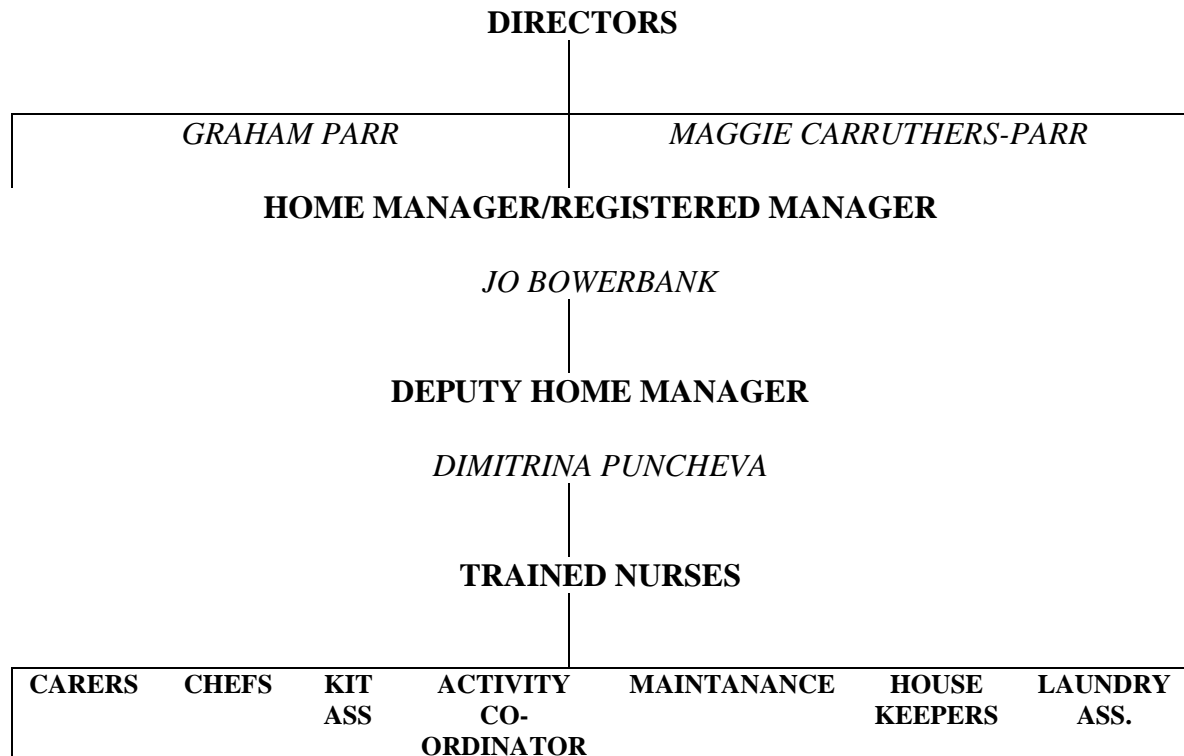 DIRECTORS
GRAHAM PARR MAGGIE CARRUTHERS-PARR
HOME MANAGER/REGISTERED MANAGER
JO BOWERBANK
DEPUTY HOME MANAGER
DIMITRINA PUNCHEVA
TRAINED NURSES
CARERS CHEFS KIT ACTIVITY MAINTANANCE HOUSE LAUNDRY
ASS CO- KEEPERS ASS.
ORDINATOR